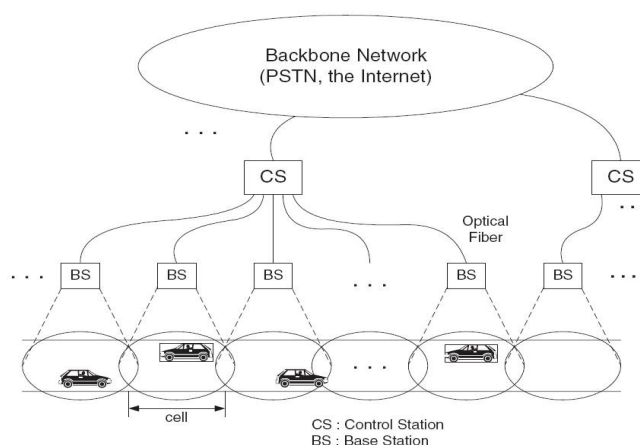 Backbone Network
(PSTN, the Internet)
. . .
CS
CS
. .
Optical
Fiber
. . .
BS
BS
BS
. . .
BS
BS
. . .
. . .
cell
CS : Control Station
BS : Base Station